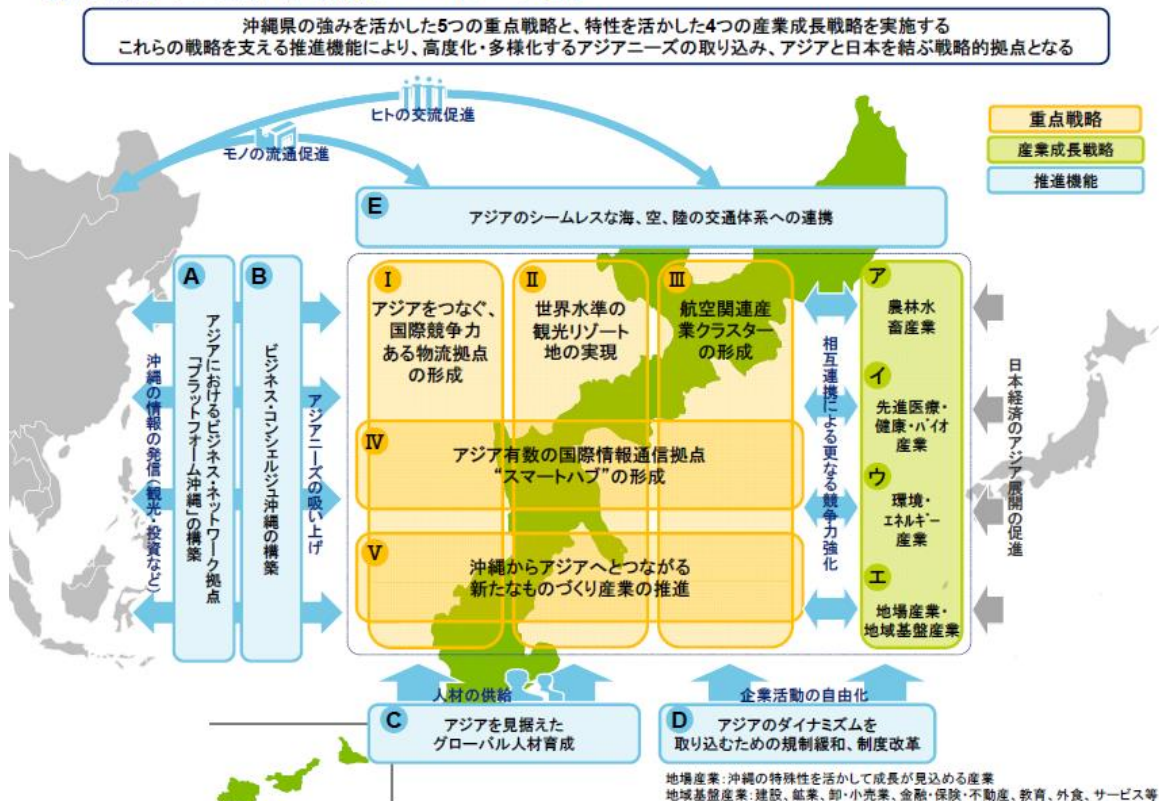 沖縄県の強みを活かした5つの重点戦略と、特性を活かした4つの産業成長戦略を実施する
これらの戦略を支える推進機能により、高度化・多様化するアジアニーズの取り込み、アジアと日本を結ぶ戦略的拠点となる
ヒトの交流促進
モノの流通促進
重点戦略
産業成長戦略
推進機能
E
アジアのシームレスな海、空、陸の交通体系への連携
沖縄の情報の発信(観光・投資など)
A
アジアにおけるビジネス・ネットワーク拠点
「プラットフォーム沖縄」の構築
B
ビジネス・コンシェルジュ沖縄の構築
アジアニーズの吸い上げ
Ⅰ
アジアをつなぐ、
国際競争力
ある物流拠点
の形成
Ⅱ
世界水準の
観光リゾート
地の実現
Ⅲ
航空関連産
業クラスター
の形成
Ⅳ
アジア有数の国際情報通信拠点
“スマートハブ”の形成
Ⅴ
沖縄からアジアへとつながる
新たなものづくり産業の推進
相互連携による更なる競争力強化
ア
農林水
畜産業
イ
先進医療・
健康・バイオ
産業
ウ
環境・
エネルギー
産業
エ
地場産業・
地域基盤産業
日本経済のアジア展開の促進
人材の供給
C
アジアを見据えた
グローバル人材育成
企業活動の自由化
D
アジアのダイナミズムを
取り込むための規制緩和、制度改革
地場産業:沖縄の特殊性を活かして成長が見込める産業
地域基盤産業:建設、鉱業、卸・小売業、金融・保険・不動産、教育、外食、サービス等